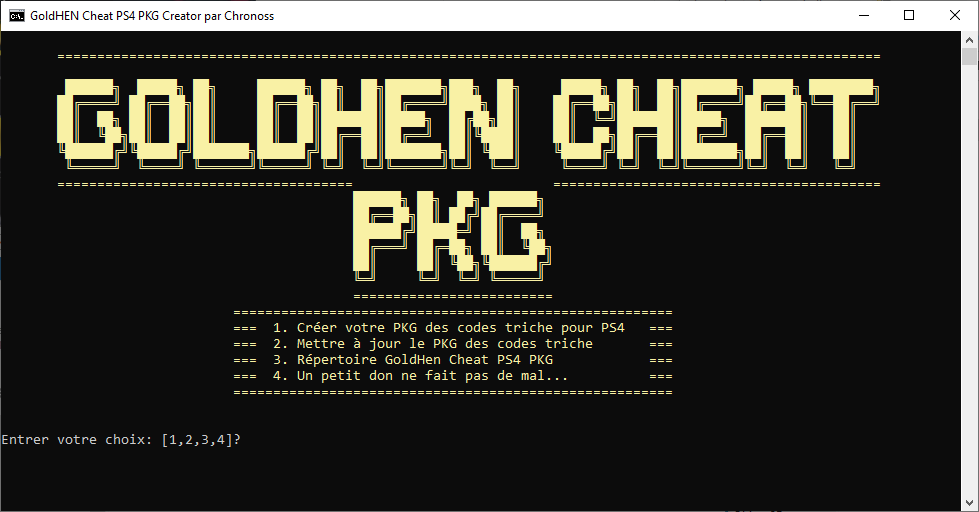 GoldHEN Cheat PS4 PKG Creator par Chronoss
GOLDHEN CHEAT
PKG
=== 1. Créer votre PKG des codes triche pour PS4 ===
=== 2. Mettre à jour le PKG des codes triche ===
=== 3. Répertoire GoldHen Cheat PS4 PKG ===
=== 4. Un petit don ne fait pas de mal... ===
Entrer votre choix: [1,2,3,4]?